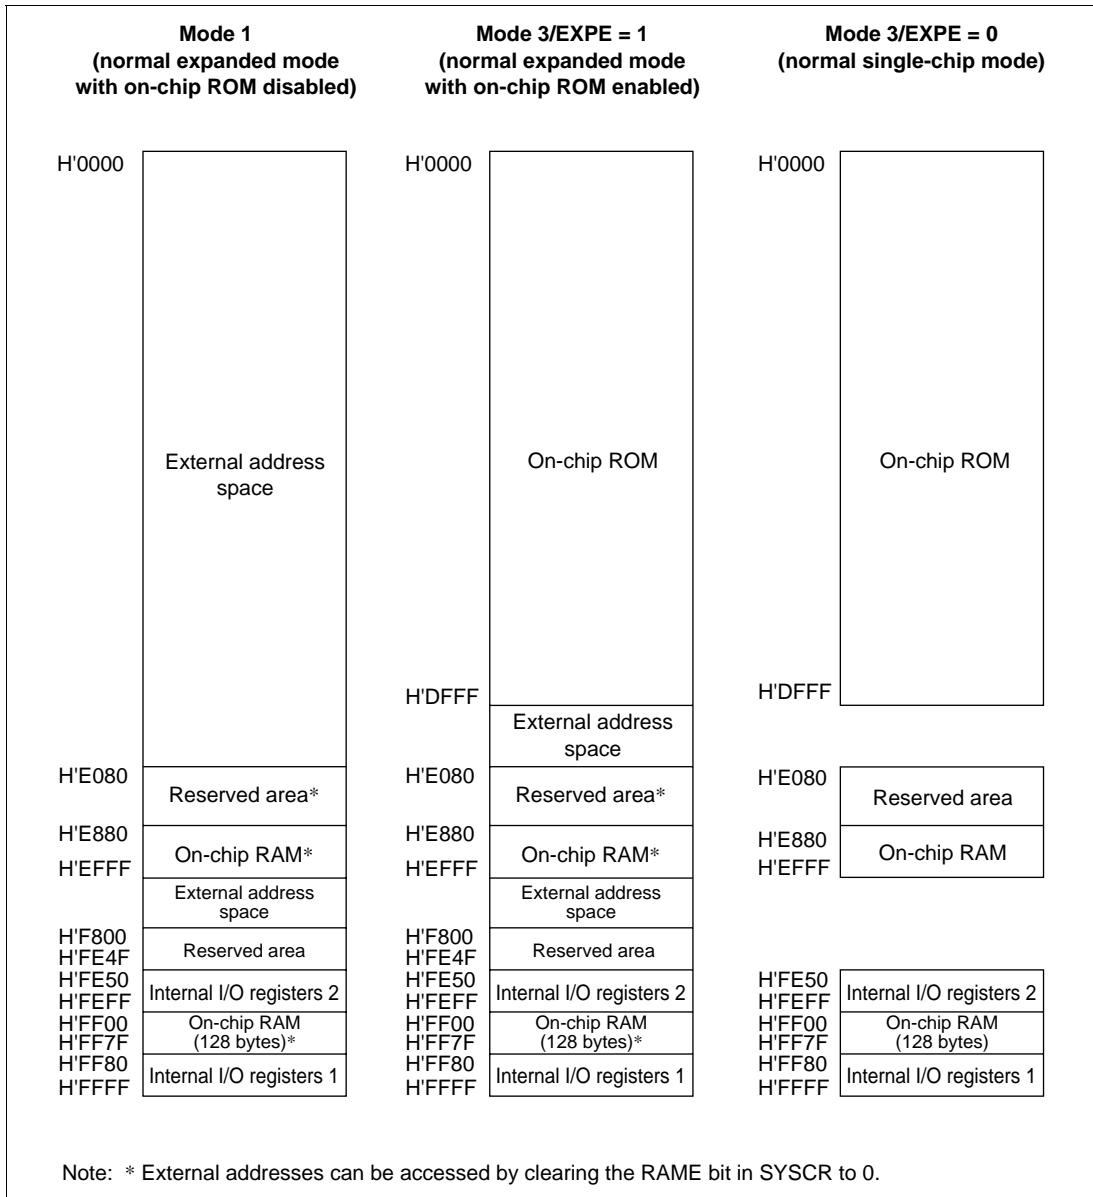 Mode 1
(normal expanded mode
with on-chip ROM disabled)
H'0000
External address
space
H'E080
Reserved area*
H'E880
On-chip RAM*
H'EFFF
External address
space
H'F800
Reserved area
H'FE4F
H'FE50
Internal I/O registers 2
H'FEFF
H'FF00
On-chip RAM
(128 bytes)*
H'FF7F
H'FF80
Internal I/O registers 1
H'FFFF
Mode 3/EXPE = 1
(normal expanded mode
with on-chip ROM enabled)
H'0000
On-chip ROM
H'DFFF
External address
space
H'E080
Reserved area*
H'E880
On-chip RAM*
H'EFFF
External address
space
H'F800
Reserved area
H'FE4F
H'FE50
Internal I/O registers 2
H'FEFF
H'FF00
On-chip RAM
(128 bytes)*
H'FF7F
H'FF80
Internal I/O registers 1
H'FFFF
Mode 3/EXPE = 0
(normal single-chip mode)
H'0000
On-chip ROM
H'DFFF
H'E080
Reserved area
H'E880
On-chip RAM
H'EFFF
H'FE50
Internal I/O registers 2
H'FEFF
H'FF00
On-chip RAM
(128 bytes)
H'FF7F
H'FF80
Internal I/O registers 1
H'FFFF
Note: * External addresses can be accessed by clearing the RAME bit in SYSCR to 0.